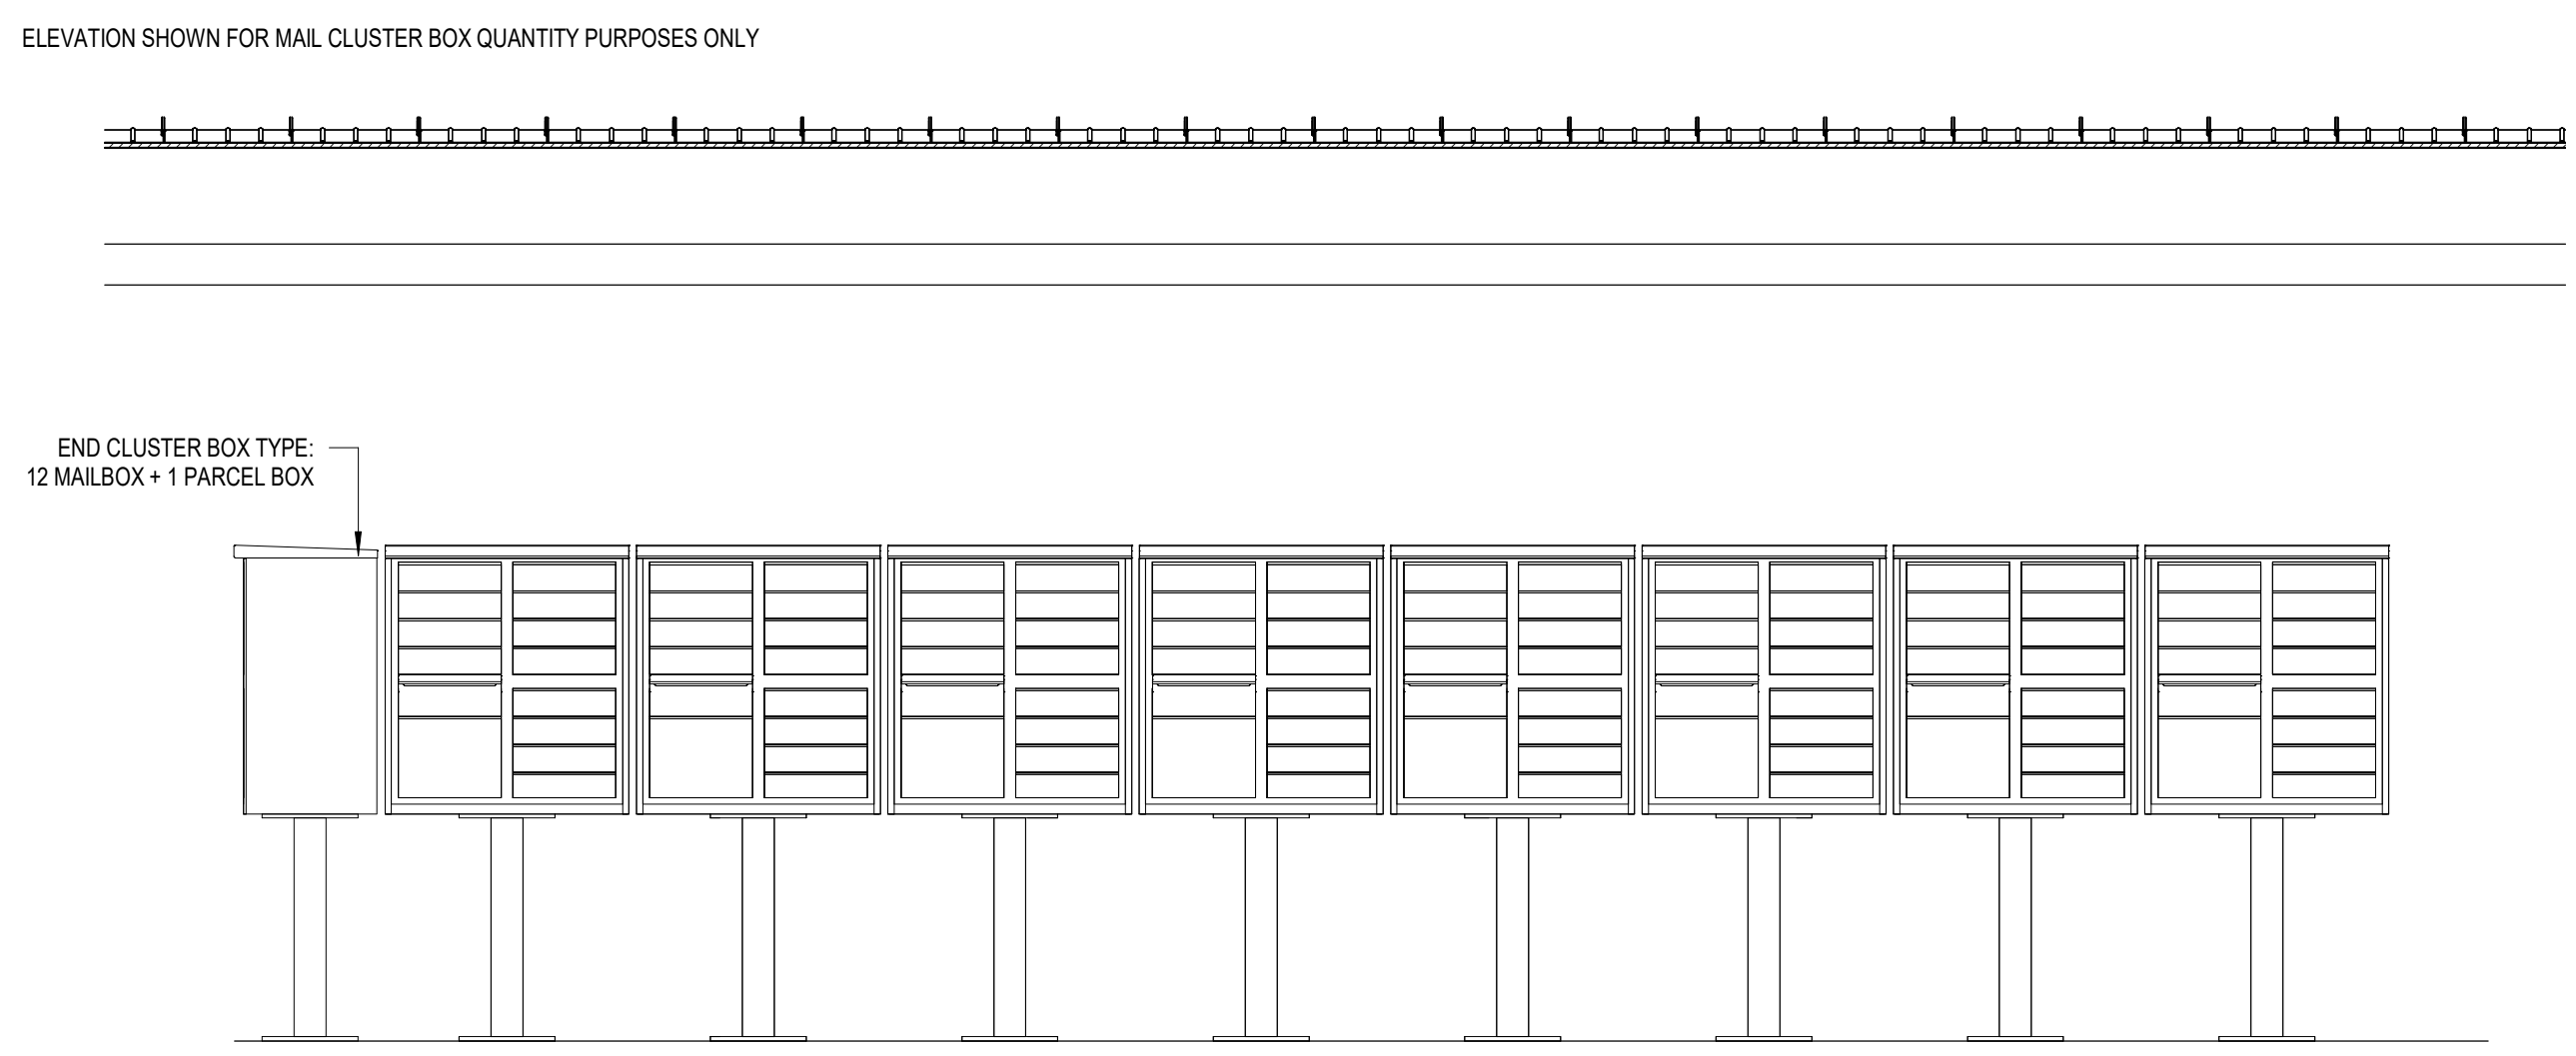 ELEVATION SHOWN FOR MAIL CLUSTER BOX QUANTITY PURPOSES ONLY
END CLUSTER BOX TYPE:
12 MAILBOX + 1 PARCEL BOX